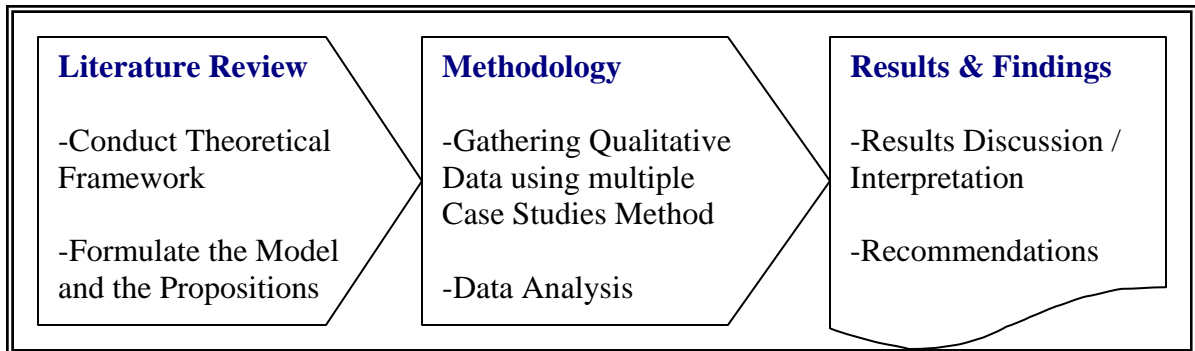 Literature Review
-Conduct Theoretical
Framework
-Formulate the Model
and the Propositions
Methodology
-Gathering Qualitative
Data using multiple
Case Studies Method
-Data Analysis
Results & Findings
-Results Discussion /
Interpretation
-Recommendations